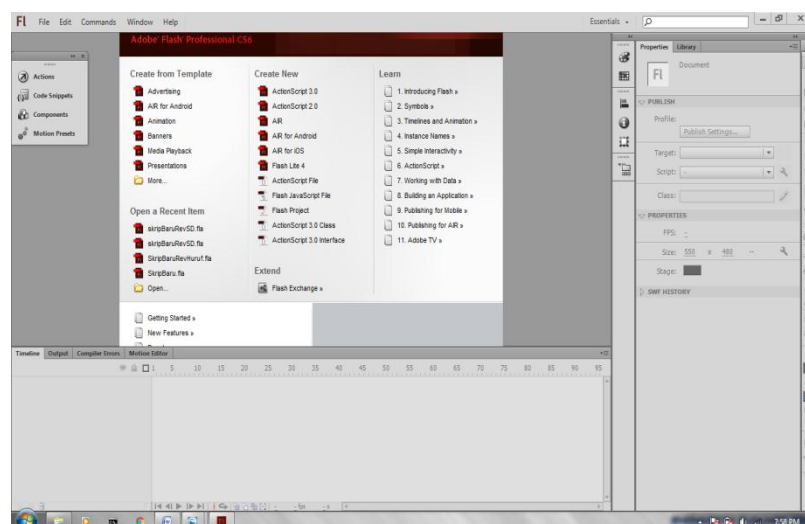 Fl File Edit Commands Window Help Essentials
Adobe Flash Professional CS6
Actions
Code Snippets
Components
Motion Presets
Create from Template
Advertising
AIR for Android
Animation
Banners
Media Playback
Presentations
More...
Open a Recent Item
skripBaruRevSD.fla
skripBaruRevSD.fla
SkripBaruRevHuruf.fla
SkripBaru.fla
Open...
Create New
ActionScript 3.0
ActionScript 2.0
AIR
AIR for Android
AIR for iOS
Flash Lite 4
ActionScript File
Flash JavaScript File
Flash Project
ActionScript 3.0 Class
ActionScript 3.0 Interface
Extend
Flash Exchange »
Learn
1. Introducing Flash »
2. Symbols »
3. Timelines and Animation »
4. Instance Names »
5. Simple Interactivity »
6. ActionScript »
7. Working with Data »
8. Building an Application »
9. Publishing for Mobile »
10. Publishing for AIR »
11. Adobe TV »
Getting Started »
New Features »
Properties Library
Fl Document
PUBLISH
Profile:
Publish Settings...
Target:
Script: -
Class:
PROPERTIES
FPS: -
Size: 550 x 400
Stage:
SWF HISTORY
Timeline Output Compiler Errors Motion Editor
1 5 10 15 20 25 30 35 40 45 50 55 60 65 70 75 80 85 90 95
7:58 PM